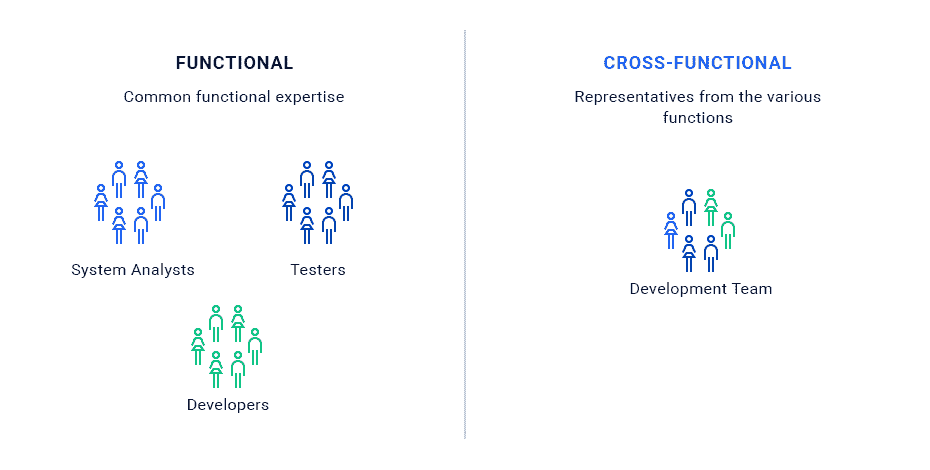 FUNCTIONAL
Common functional expertise
System Analysts
Testers
Developers
CROSS-FUNCTIONAL
Representatives from the various
functions
Development Team